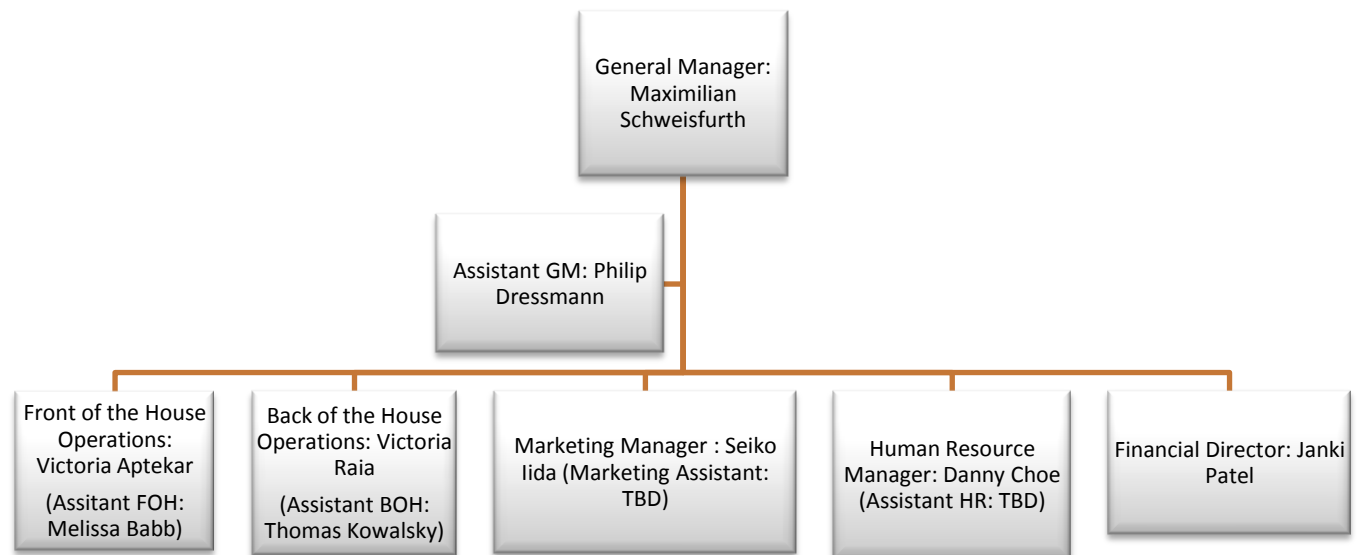 General Manager:
Maximilian
Schweisfurth
Assistant GM: Philip
Dressmann
Front of the House
Operations:
Victoria Aptekar
(Assitant FOH:
Melissa Babb)
Back of the House
Operations: Victoria
Raia
(Assistant BOH:
Thomas Kowalsky)
Marketing Manager : Seiko
Iida (Marketing Assistant:
TBD)
Human Resource
Manager: Danny Choe
(Assistant HR: TBD)
Financial Director: Janki
Patel